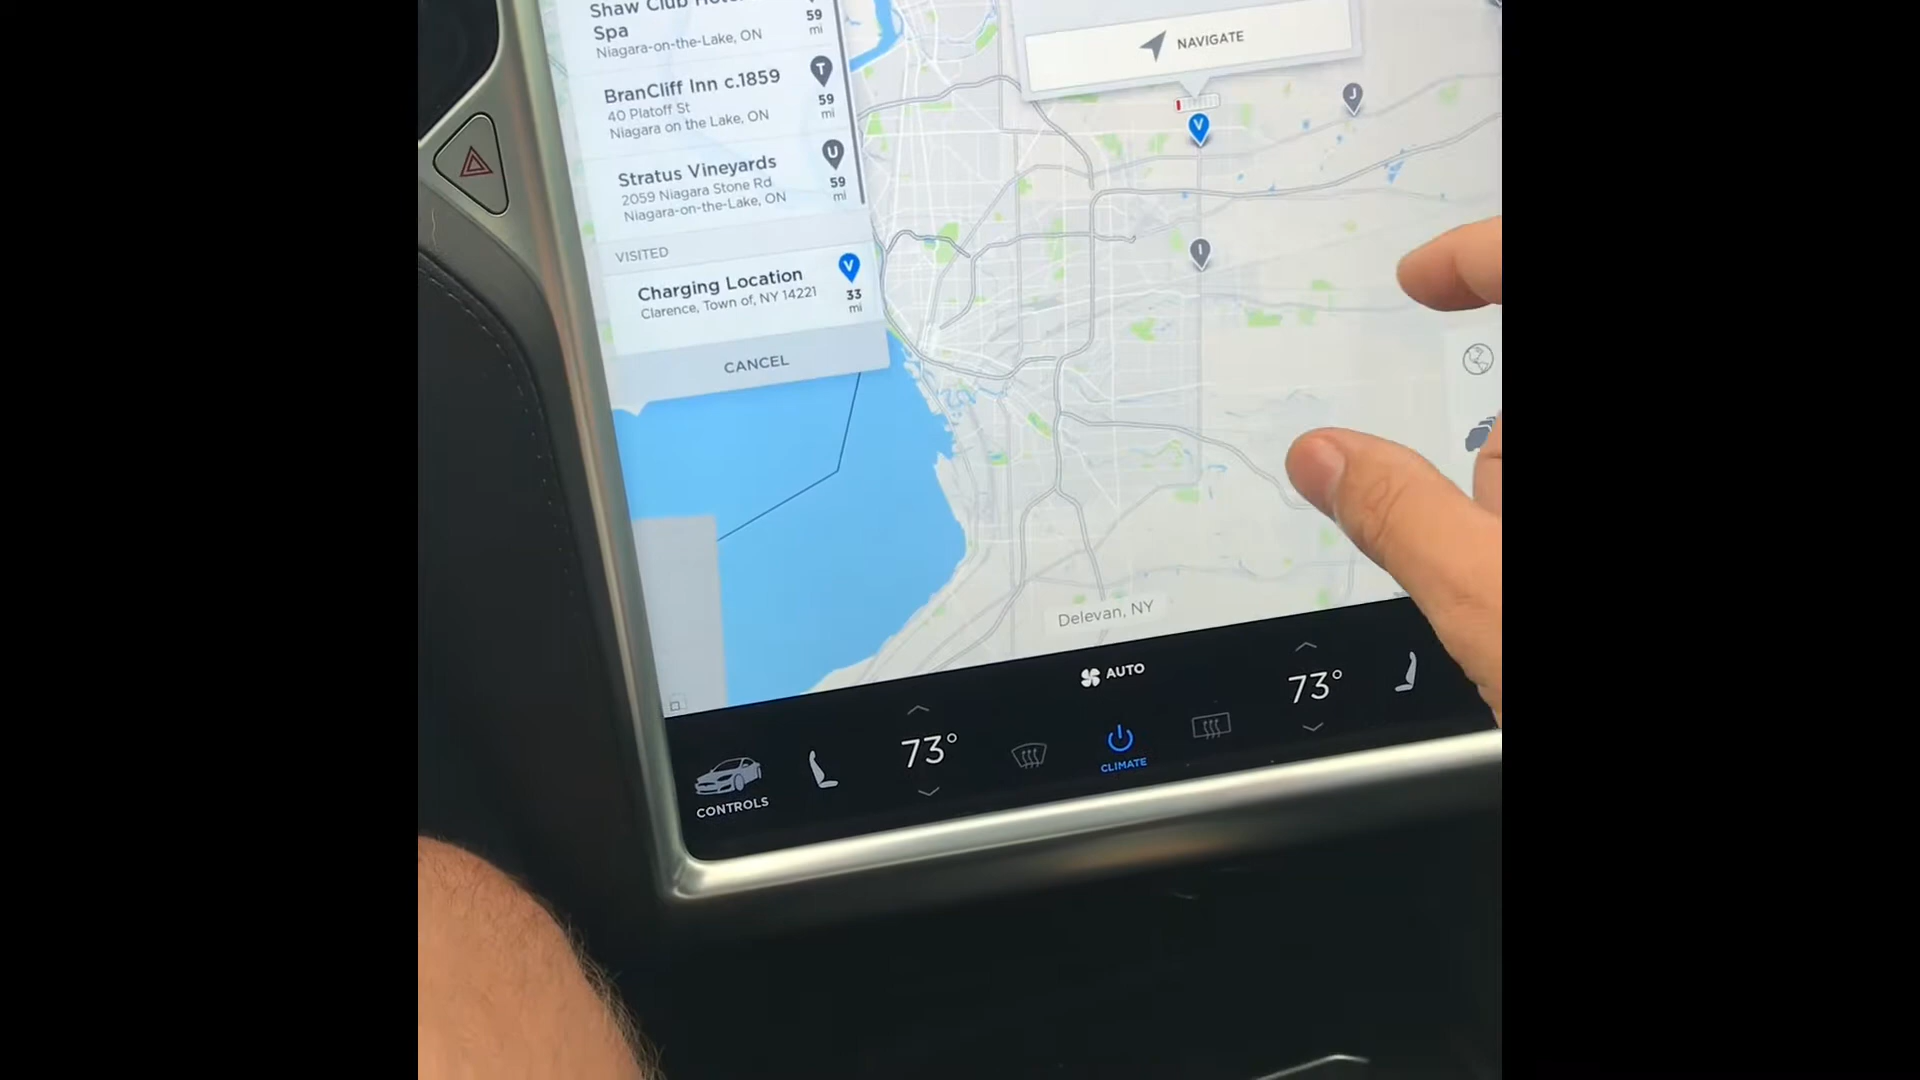 Shaw Club
Spa
Niagara-on-the-Lake, ON
59
mi
BranCliff Inn c.1859
40 Platoff St
Niagara on the Lake, ON
T
59
mi
Stratus Vineyards
2059 Niagara Stone Rd
Niagara-on-the-Lake, ON
U
59
mi
VISITED
Charging Location
Clarence, Town of, NY 14221
V
33
mi
CANCEL
NAVIGATE
V
J
I
Delevan, NY
AUTO
73°
73°
CLIMATE
CONTROLS